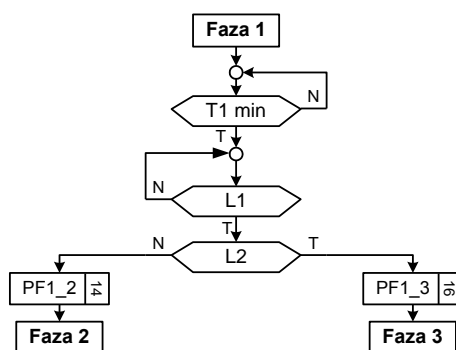 Faza 1
N
T1 min
T
N
L1
T
N
T
L2
PF1_2
14
PF1_3
16
Faza 2
Faza 3